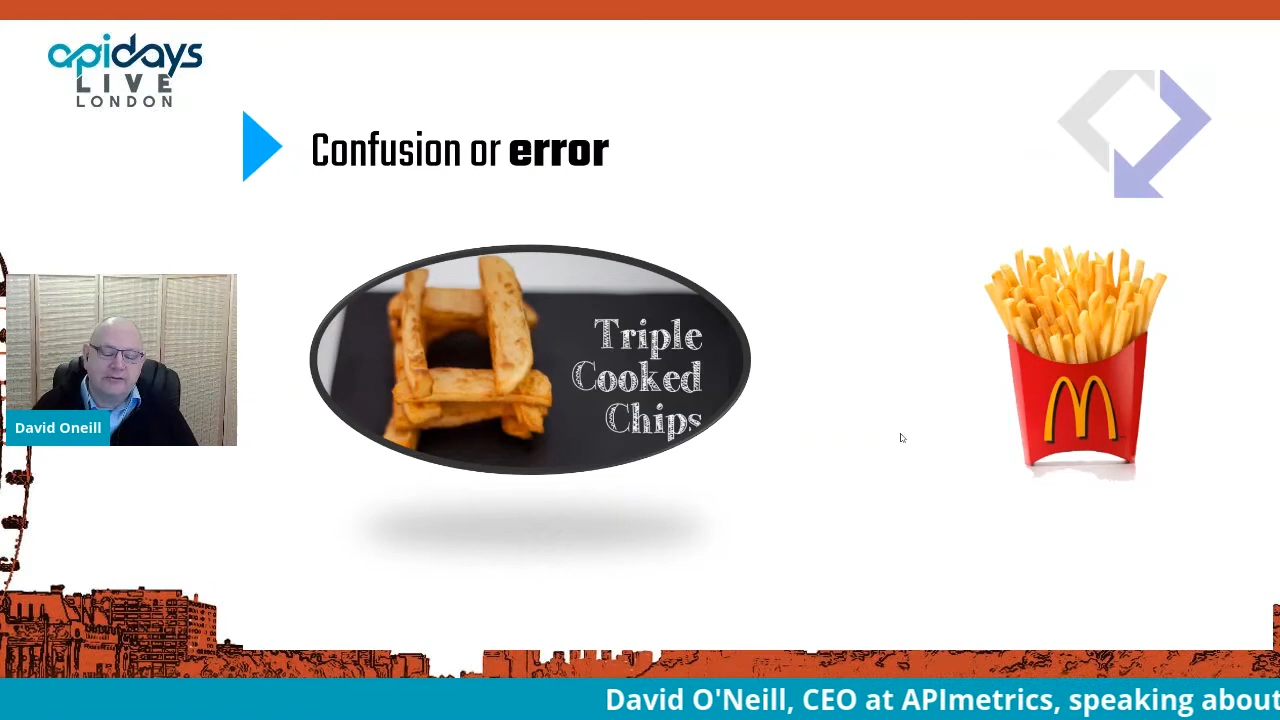 apidays
LIVE
LONDON
Confusion or error
Triple
Cooked
Chips
David Oneill
David O'Neill, CEO at APImetrics, speaking about